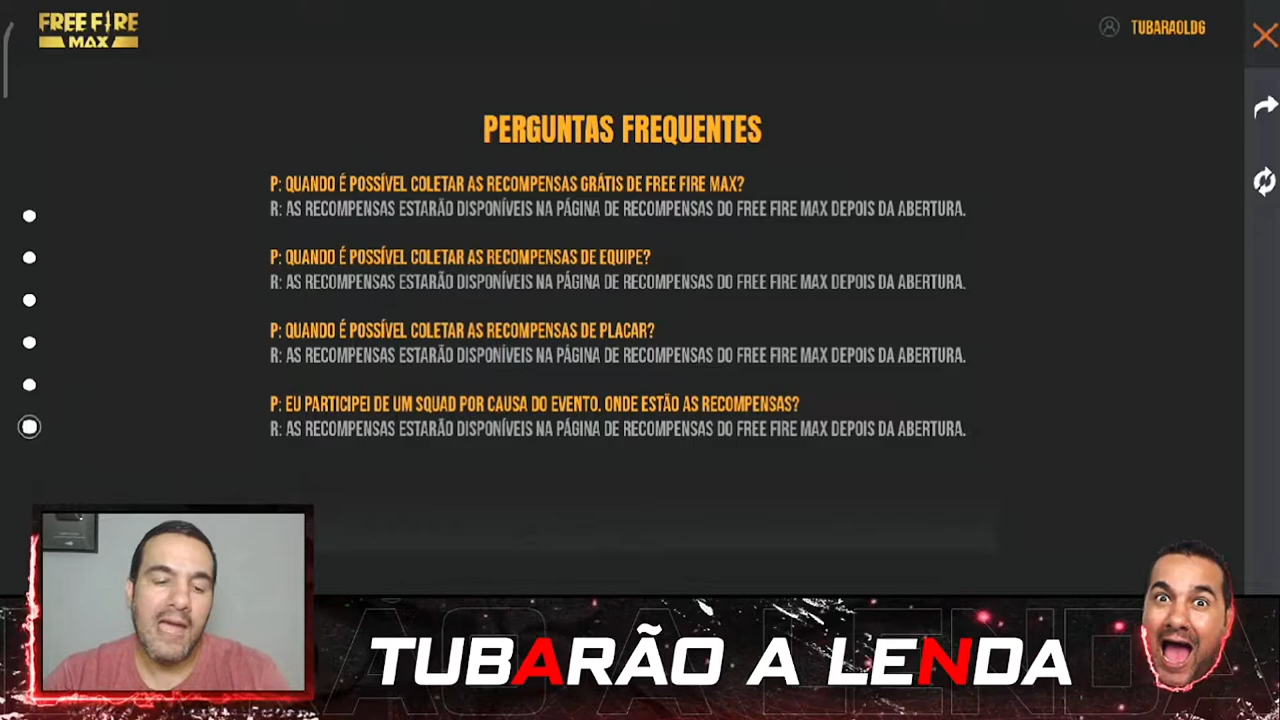 FREE FIRE
MAX
TUBARAOLDG
PERGUNTAS FREQUENTES
P: QUANDO É POSSÍVEL COLETAR AS RECOMPENSAS GRÁTIS DE FREE FIRE MAX?
R: AS RECOMPENSAS ESTARÃO DISPONÍVEIS NA PÁGINA DE RECOMPENSAS DO FREE FIRE MAX DEPOIS DA ABERTURA.
P: QUANDO É POSSÍVEL COLETAR AS RECOMPENSAS DE EQUIPE?
R: AS RECOMPENSAS ESTARÃO DISPONÍVEIS NA PÁGINA DE RECOMPENSAS DO FREE FIRE MAX DEPOIS DA ABERTURA.
P: QUANDO É POSSÍVEL COLETAR AS RECOMPENSAS DE PLACAR?
R: AS RECOMPENSAS ESTARÃO DISPONÍVEIS NA PÁGINA DE RECOMPENSAS DO FREE FIRE MAX DEPOIS DA ABERTURA.
P: EU PARTICIPEI DE UM SQUAD POR CAUSA DO EVENTO. ONDE ESTÃO AS RECOMPENSAS?
R: AS RECOMPENSAS ESTARÃO DISPONÍVEIS NA PÁGINA DE RECOMPENSAS DO FREE FIRE MAX DEPOIS DA ABERTURA.
TUBARÃO A LENDA